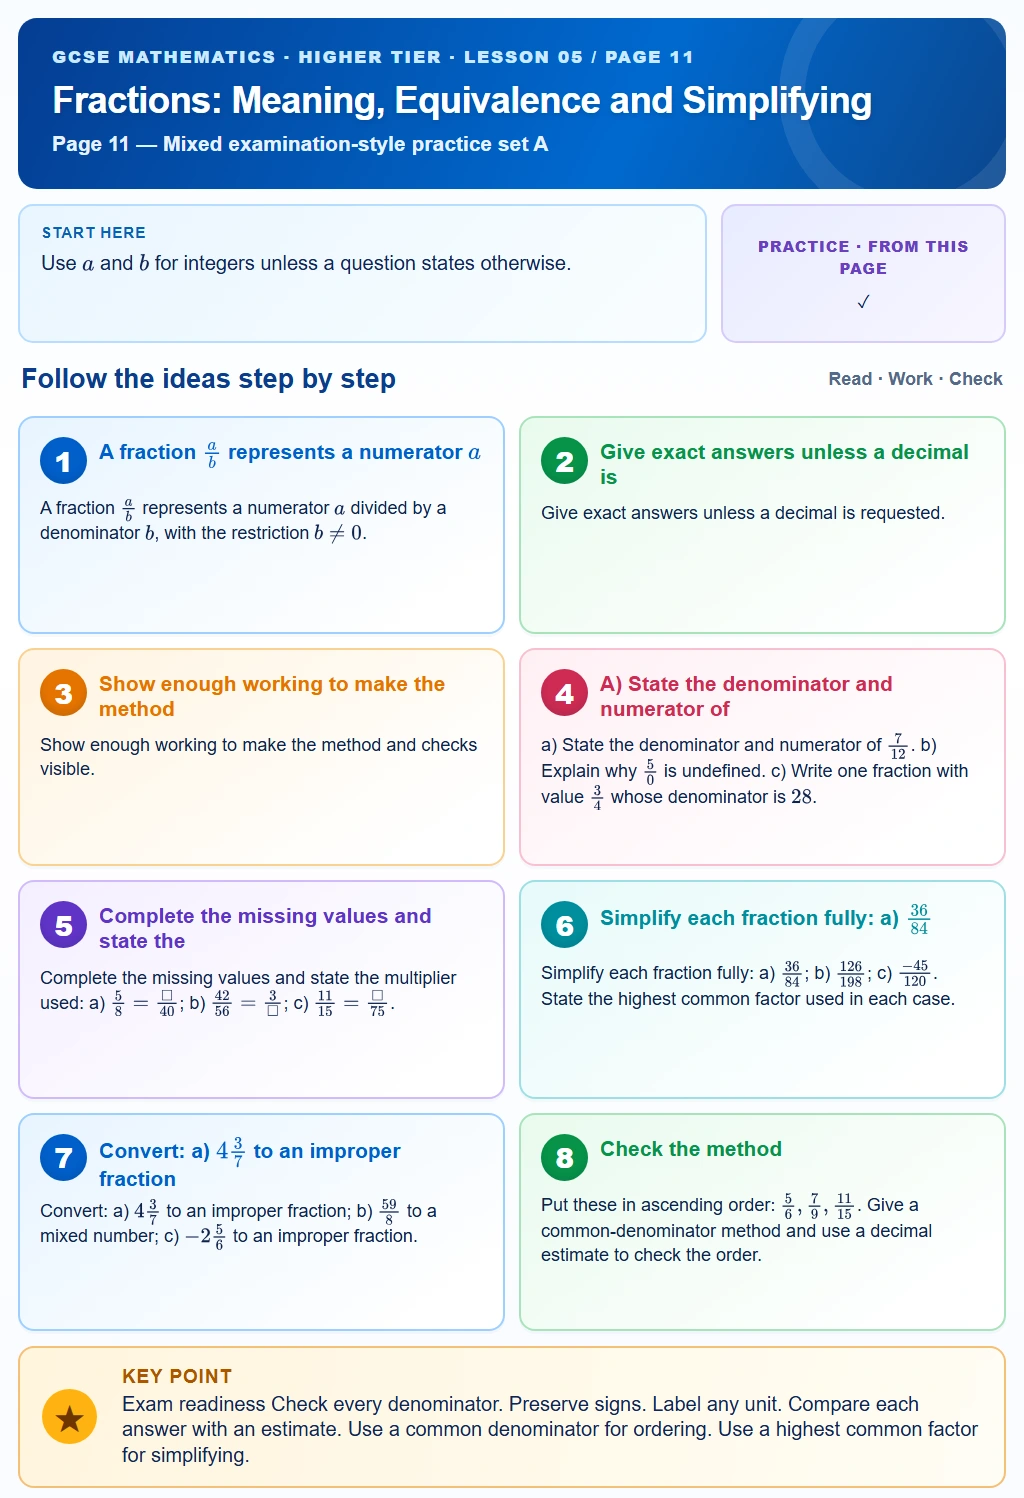 GCSE MATHEMATICS · HIGHER TIER · LESSON 05 / PAGE 11
Fractions: Meaning, Equivalence and Simplifying
Page 11 — Mixed examination-style practice set A
START HERE
Use a and b for integers unless a question states otherwise.
PRACTICE · FROM THIS
PAGE
✓
Follow the ideas step by step
Read · Work · Check
1
A fraction a/b represents a numerator a
A fraction a/b represents a numerator a divided by a
denominator b, with the restriction b ≠ 0.
2
Give exact answers unless a decimal
is
Give exact answers unless a decimal is requested.
3
Show enough working to make the
method
Show enough working to make the method and checks
visible.
4
A) State the denominator and
numerator of
a) State the denominator and numerator of 7/12. b)
Explain why 5/0 is undefined. c) Write one fraction with
value 3/4 whose denominator is 28.
5
Complete the missing values and
state the
Complete the missing values and state the multiplier
used: a) 5/8 = □/40; b) 42/56 = 3/□; c) 11/15 = □/75.
6
Simplify each fraction fully: a) 36/84
Simplify each fraction fully: a) 36/84; b) 126/198; c) −45/120.
State the highest common factor used in each case.
7
Convert: a) 4 3/7 to an improper
fraction
Convert: a) 4 3/7 to an improper fraction; b) 59/8 to a
mixed number; c) −2 5/6 to an improper fraction.
8
Check the method
Put these in ascending order: 5/6, 7/9, 11/15. Give a
common-denominator method and use a decimal
estimate to check the order.
KEY POINT
Exam readiness Check every denominator. Preserve signs. Label any unit. Compare each
answer with an estimate. Use a common denominator for ordering. Use a highest common factor
for simplifying.